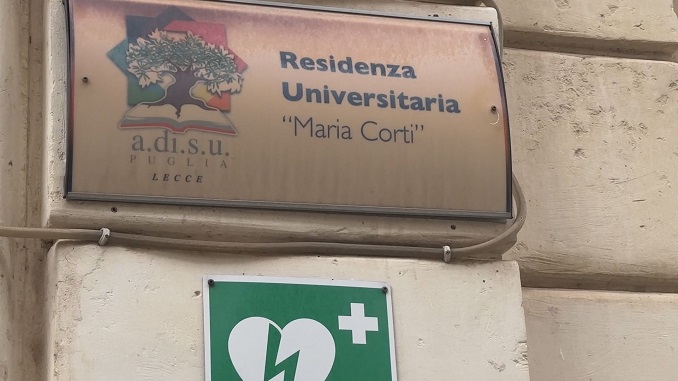 a.di.s.u.
PUGLIA
LECCE
Residenza
Universitaria
“Maria Corti”